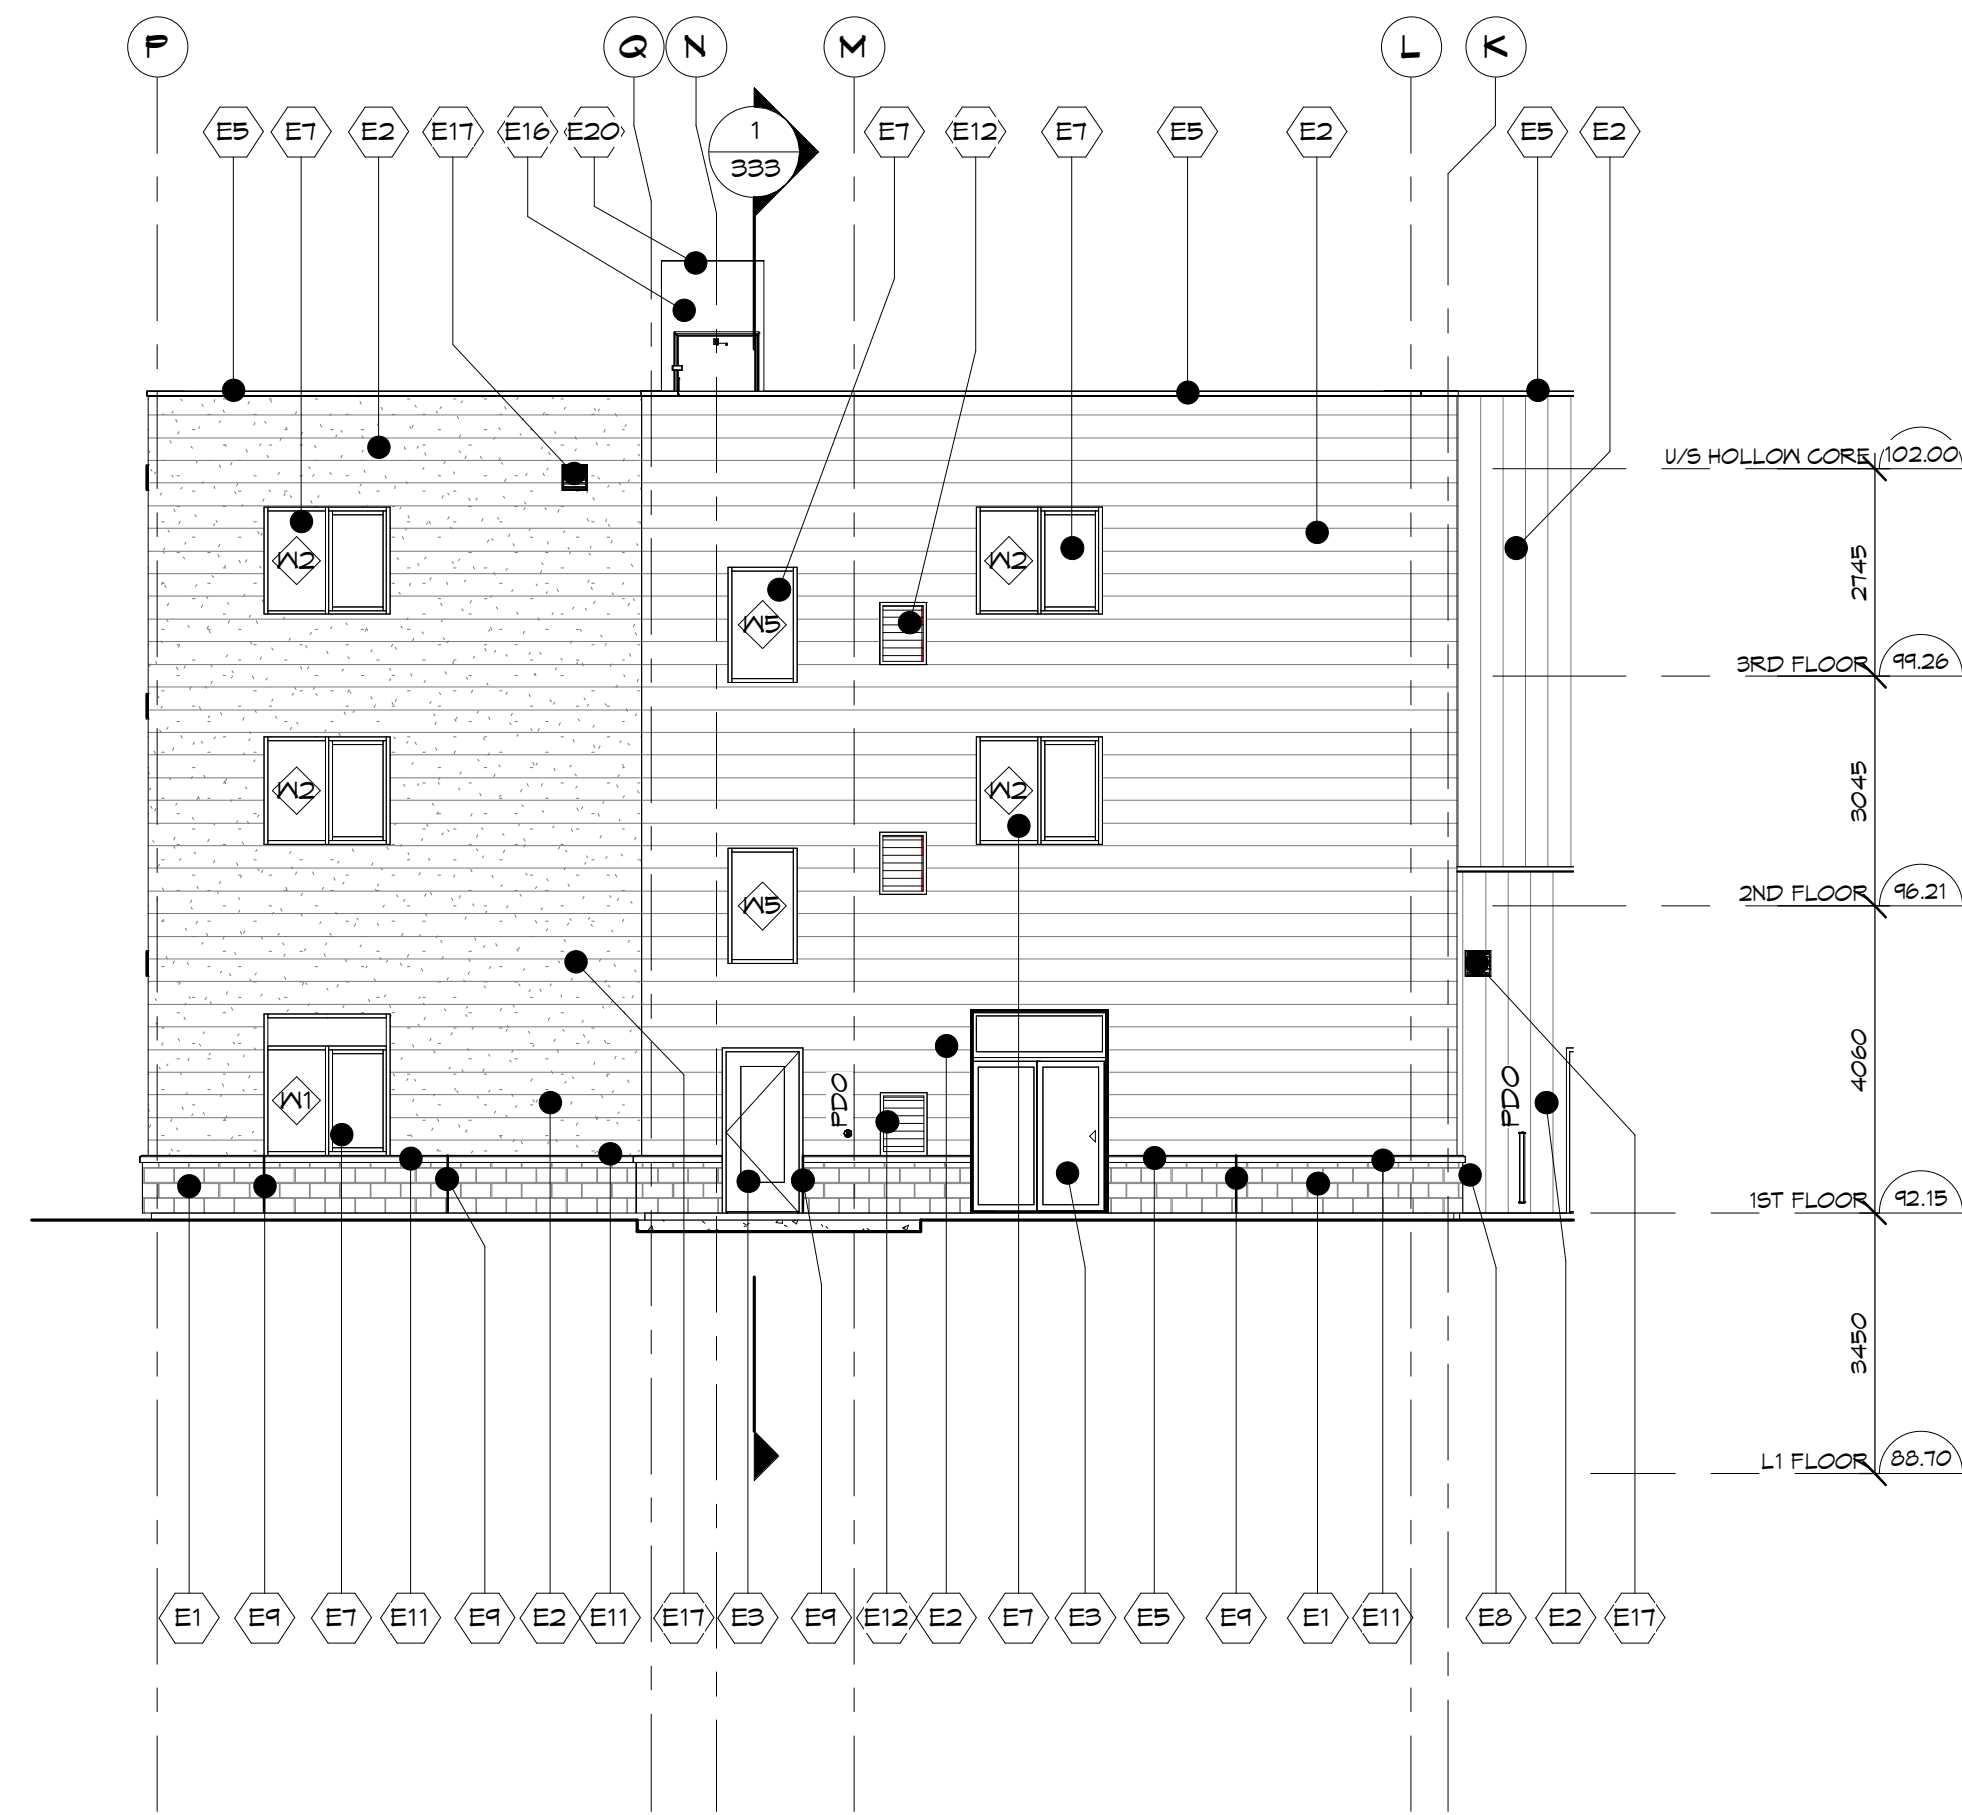 P Q N M L K
E5 E7 E2 E17 E16 E20 1 E7 E12 E7 E5 E2 E5 E2
333
U/S HOLLOW CORE 102.00
W2 W2
2745
W5
3RD FLOOR 99.26
W2 W2
3045
2ND FLOOR 96.21
W5
4060
W1 PDO PDO
1ST FLOOR 92.15
3450
L1 FLOOR 88.70
E1 E9 E7 E11 E9 E2 E11 E17 E3 E9 E12 E2 E7 E3 E5 E9 E1 E11 E8 E2 E17